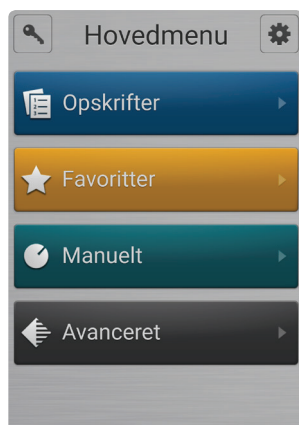 Hovedmenu
Opskrifter
Favoritter
Manuelt
Avanceret